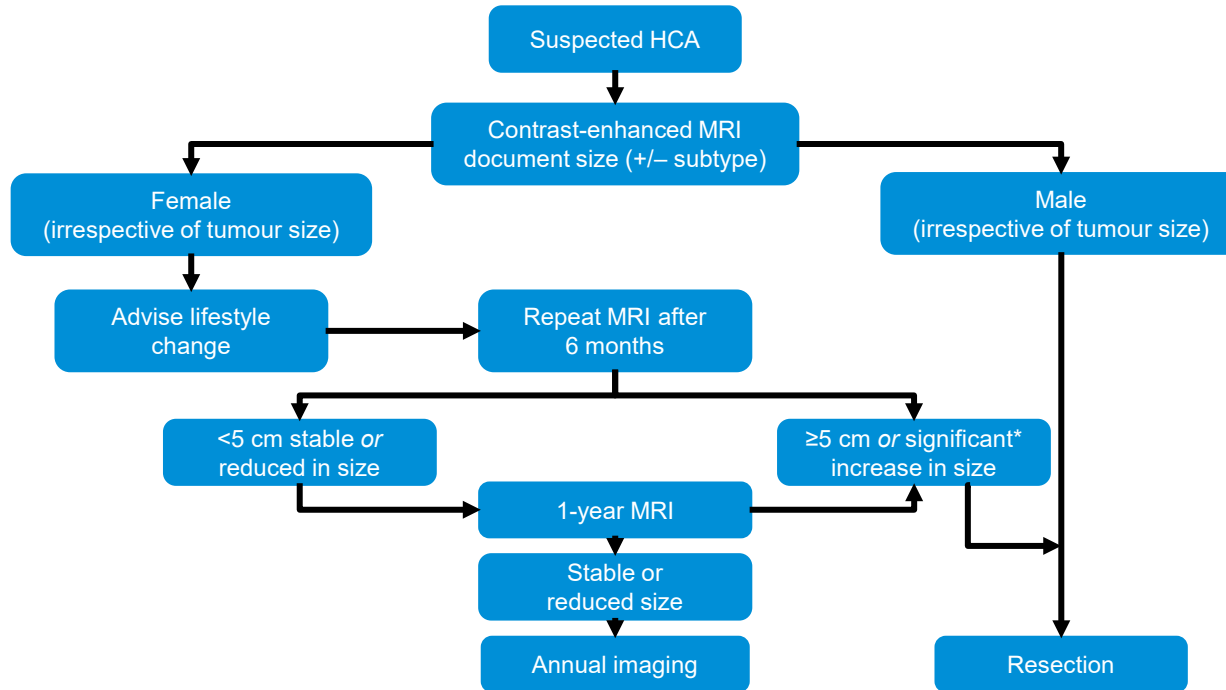 Suspected HCA
Contrast-enhanced MRI
document size (+/– subtype)
Female
(irrespective of tumour size)
Male
(irrespective of tumour size)
Advise lifestyle
change
Repeat MRI after
6 months
<5 cm stable or
reduced in size
≥5 cm or significant*
increase in size
1-year MRI
Stable or
reduced size
Annual imaging
Resection